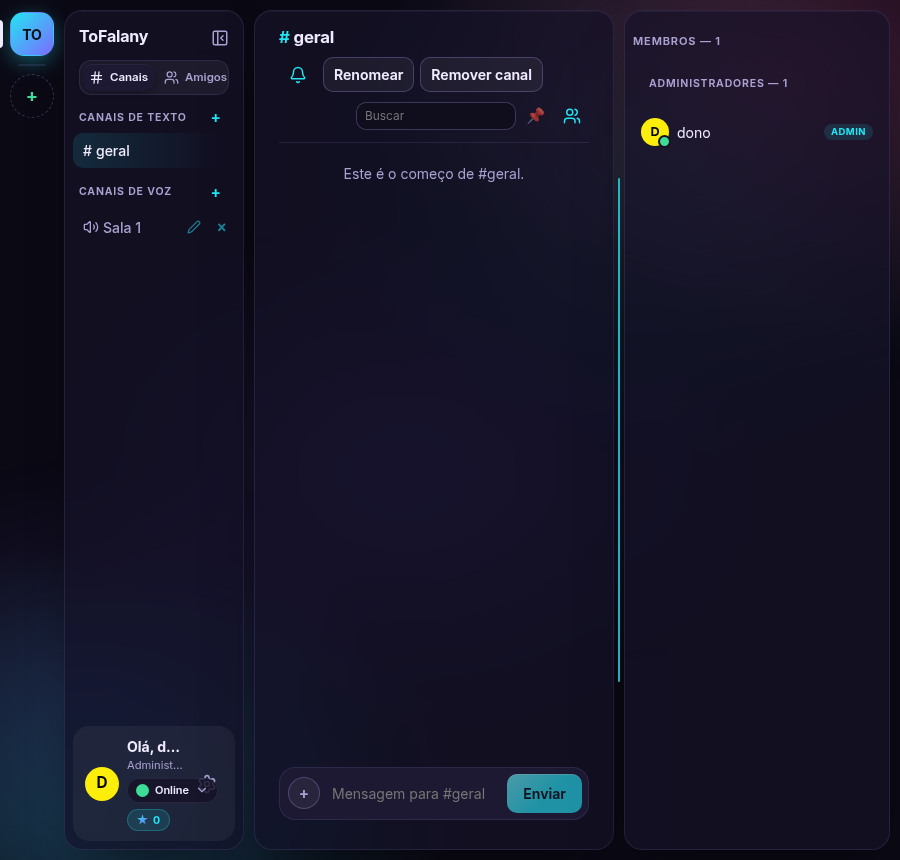 TO
+
ToFalany
Canais
Amigos
CANAIS DE TEXTO +
# geral
CANAIS DE VOZ +
Sala 1 ×
Olá, d...
Administ...
D
Online
★ 0
# geral
Renomear
Remover canal
Buscar
Este é o começo de #geral.
+
Mensagem para #geral
Enviar
MEMBROS — 1
ADMINISTRADORES — 1
D dono ADMIN